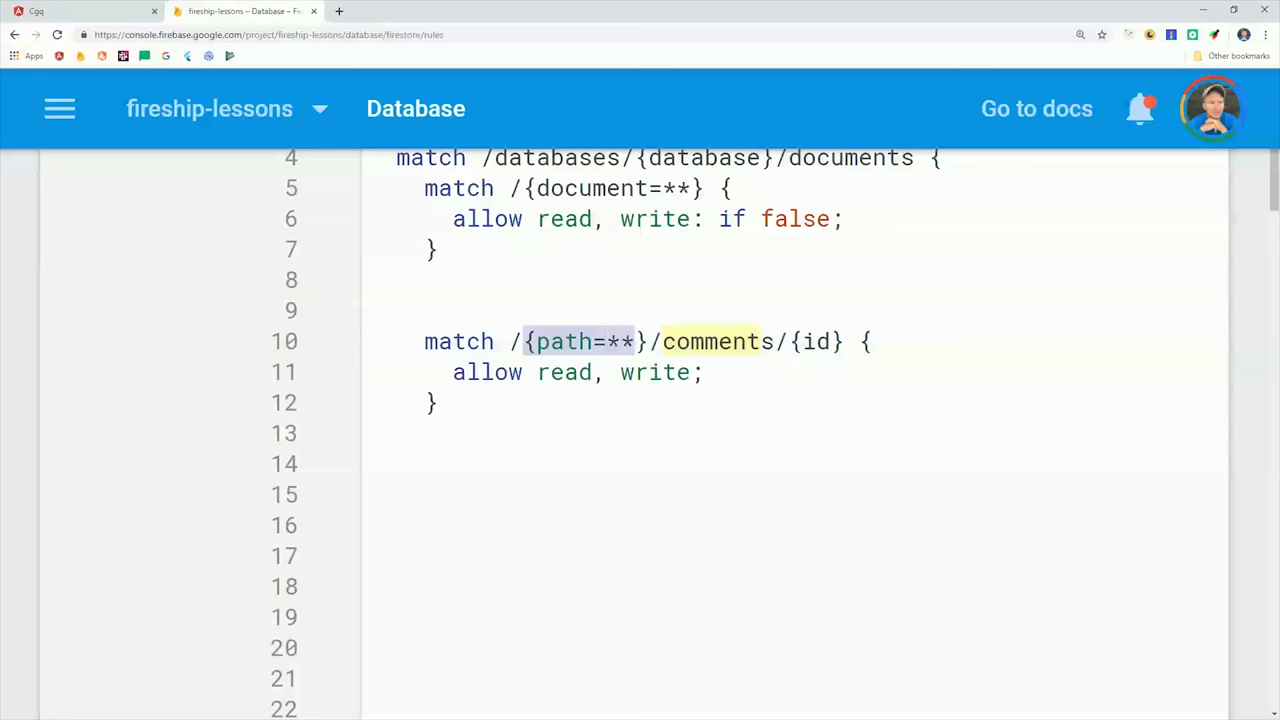 Cgq
fireship-lessons – Database – Fi
https://console.firebase.google.com/project/fireship-lessons/database/firestore/rules
Apps
Other bookmarks
fireship-lessons
Database
Go to docs
4 match /databases/{database}/documents {
5 match /{document=**} {
6 allow read, write: if false;
7 }
8
9
10 match /{path=**}/comments/{id} {
11 allow read, write;
12 }
13
14
15
16
17
18
19
20
21
22